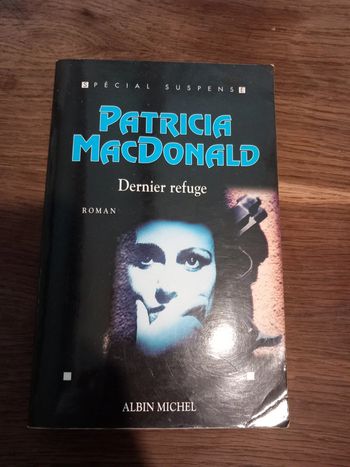 SPÉCIAL SUSPENSE
PATRICIA
MACDONALD
Dernier refuge
ROMAN
ALBIN MICHEL